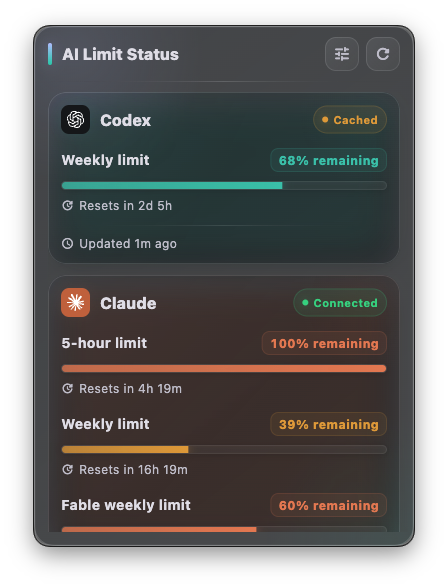 AI Limit Status
Codex
Cached
Weekly limit
68% remaining
Resets in 2d 5h
Updated 1m ago
Claude
Connected
5-hour limit
100% remaining
Resets in 4h 19m
Weekly limit
39% remaining
Resets in 16h 19m
Fable weekly limit
60% remaining